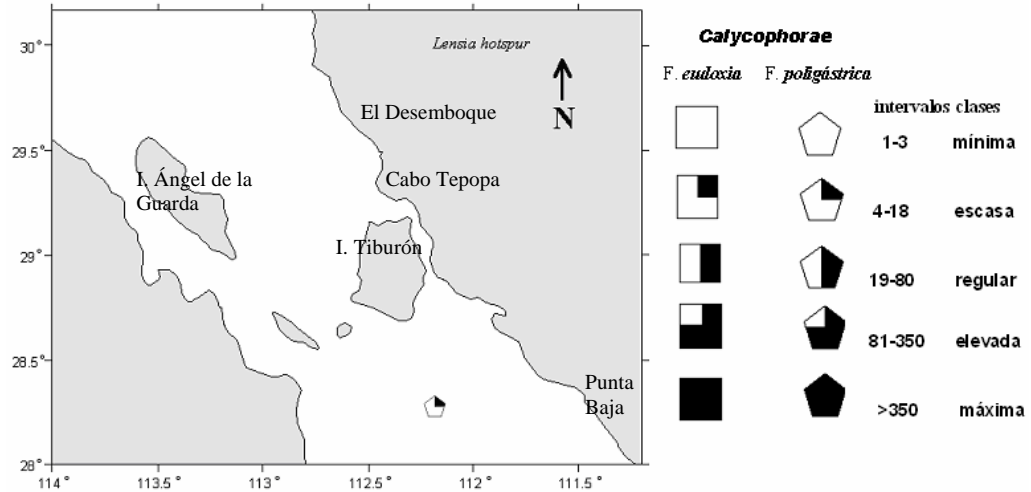 30°
29.5°
29°
28.5°
28°
114°
113.5°
113°
112.5°
112°
111.5°
Lensia hotspur
N
El Desemboque
I. Ángel de la
Guarda
Cabo Tepopa
I. Tiburón
Punta
Baja
Calycophorae
F. eudoxia F. poligástrica
intervalos clases
1-3 mínima
4-18 escasa
19-80 regular
81-350 elevada
>350 máxima